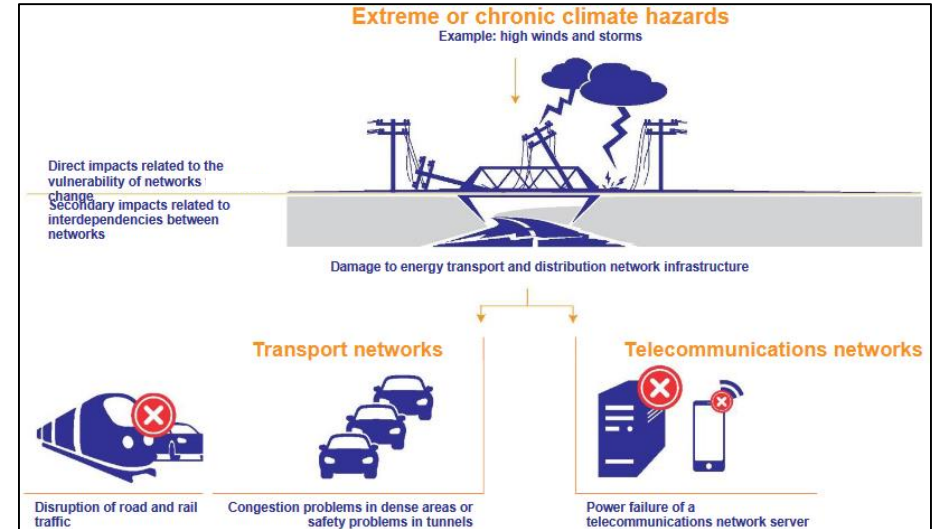 Extreme or chronic climate hazards
Example: high winds and storms
Direct impacts related to the
vulnerability of networks
change
Secondary impacts related to
interdependencies between
networks
Damage to energy transport and distribution network infrastructure
Transport networks
Telecommunications networks
Disruption of road and rail
traffic
Congestion problems in dense areas or
safety problems in tunnels
Power failure of a
telecommunications network server